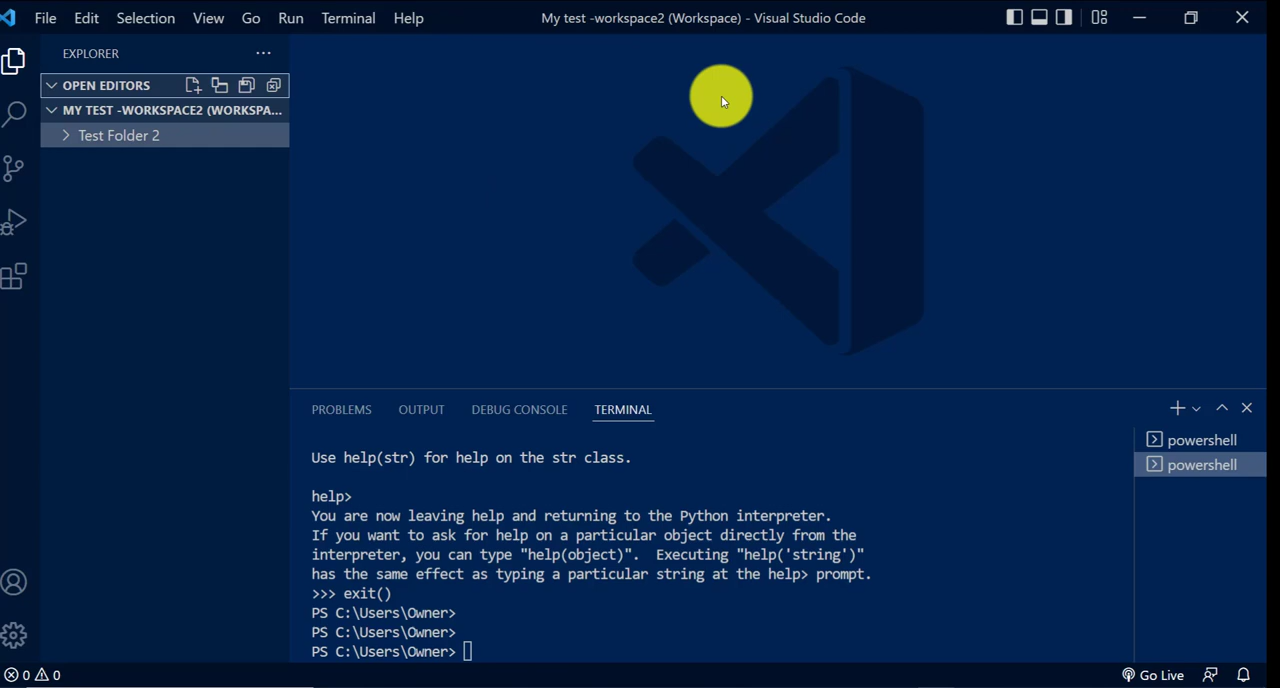 File Edit Selection View Go Run Terminal Help
My test -workspace2 (Workspace) - Visual Studio Code
EXPLORER
OPEN EDITORS
MY TEST -WORKSPACE2 (WORKSPA...
Test Folder 2
PROBLEMS OUTPUT DEBUG CONSOLE TERMINAL
powershell
powershell
Use help(str) for help on the str class.
help>
You are now leaving help and returning to the Python interpreter.
If you want to ask for help on a particular object directly from the
interpreter, you can type "help(object)".  Executing "help('string')"
has the same effect as typing a particular string at the help> prompt.
>>> exit()
PS C:\Users\Owner>
PS C:\Users\Owner>
PS C:\Users\Owner>
0 0
Go Live